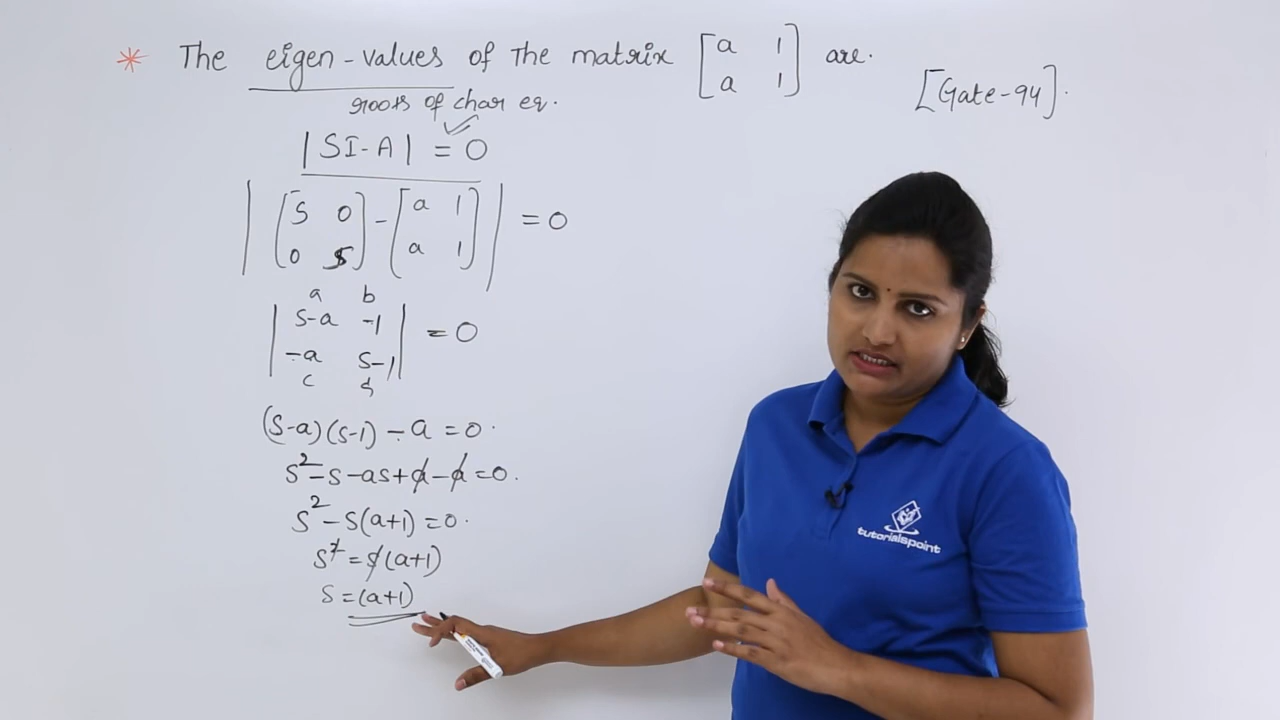 * The eigen-values of The matrix [a 1; a 1] are.
[Gate-94].
roots of char eq.
|SI-A| = 0
|[S 0; 0 S] - [a 1; a 1]| = 0
a b
|S-a -1; -a S-1| = 0
c d
(S-a)(S-1) - a = 0.
S² - S - as + a - a = 0.
S² - S(a+1) = 0.
S² = S(a+1)
S = (a+1)
tutorialspoint